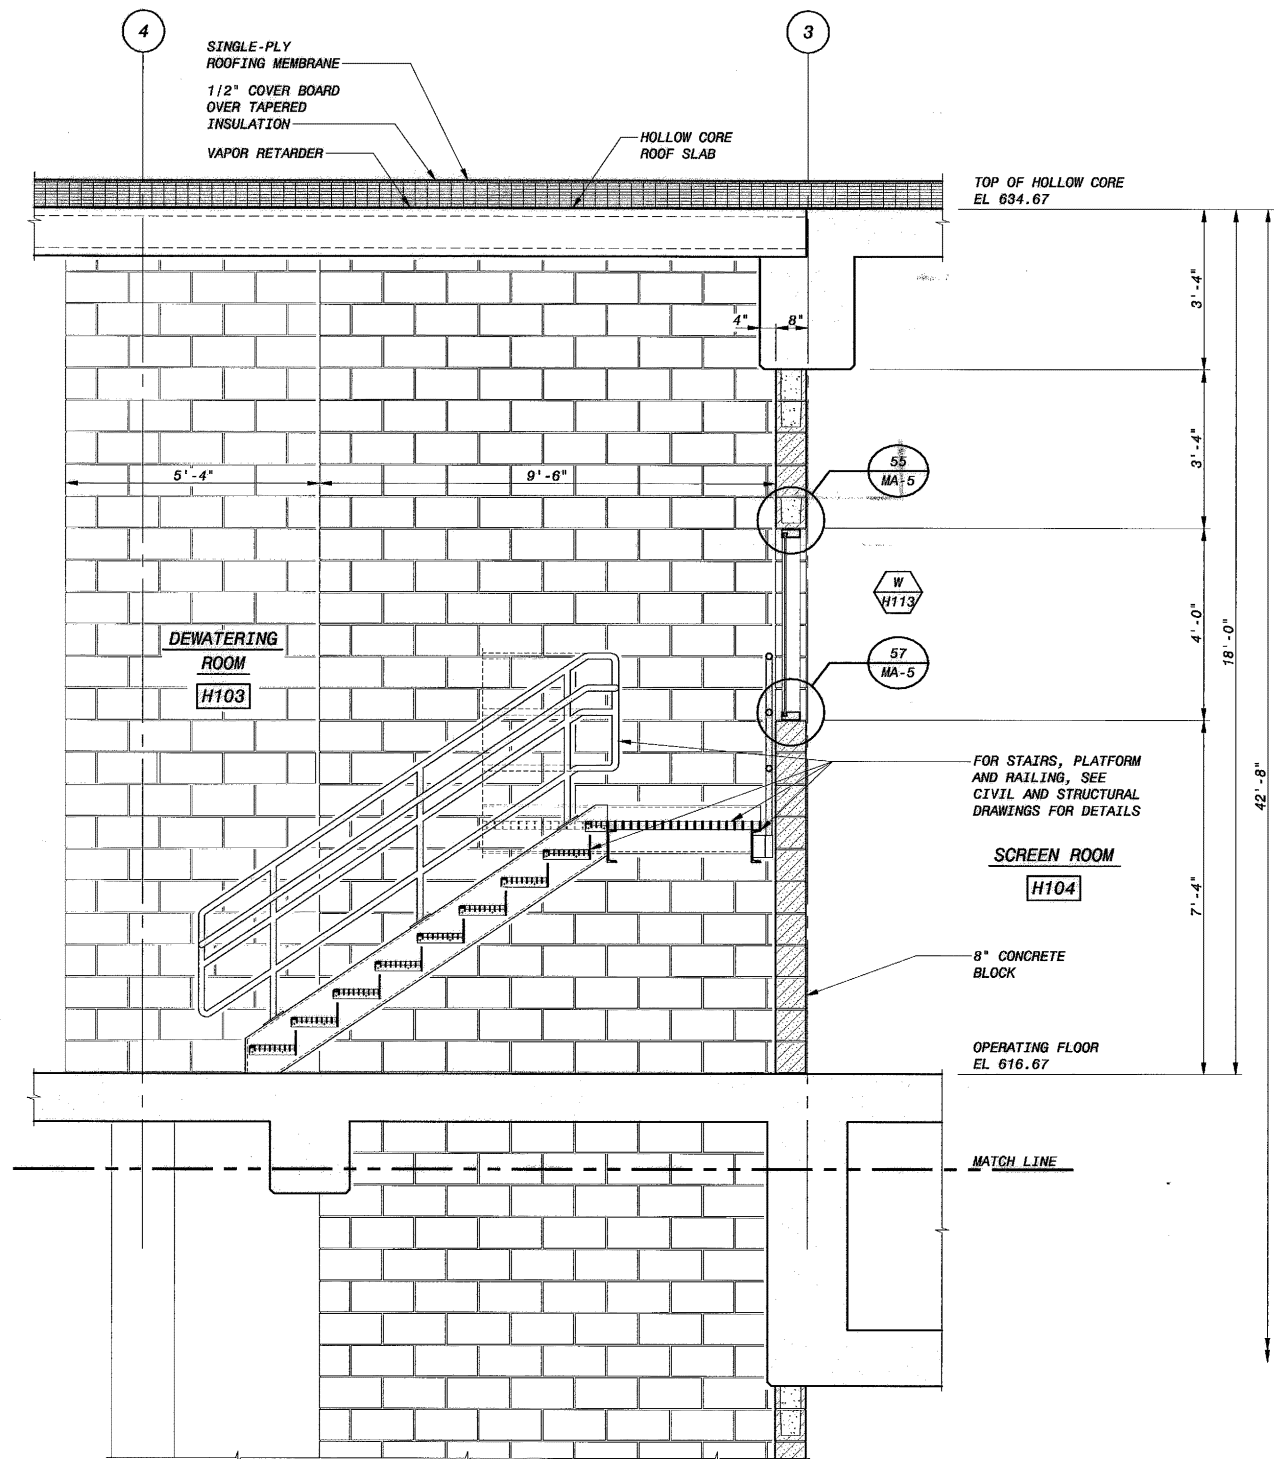 4
3
SINGLE-PLY
ROOFING MEMBRANE
1/2" COVER BOARD
OVER TAPERED
INSULATION
VAPOR RETARDER
HOLLOW CORE
ROOF SLAB
TOP OF HOLLOW CORE
EL 634.67
3'-4"
4"
8"
3'-4"
55
MA-5
5'-4"
9'-6"
W
H113
4'-0"
18'-0"
DEWATERING
ROOM
H103
57
MA-5
FOR STAIRS, PLATFORM
AND RAILING, SEE
CIVIL AND STRUCTURAL
DRAWINGS FOR DETAILS
42'-8"
SCREEN ROOM
H104
7'-4"
8" CONCRETE
BLOCK
OPERATING FLOOR
EL 616.67
MATCH LINE